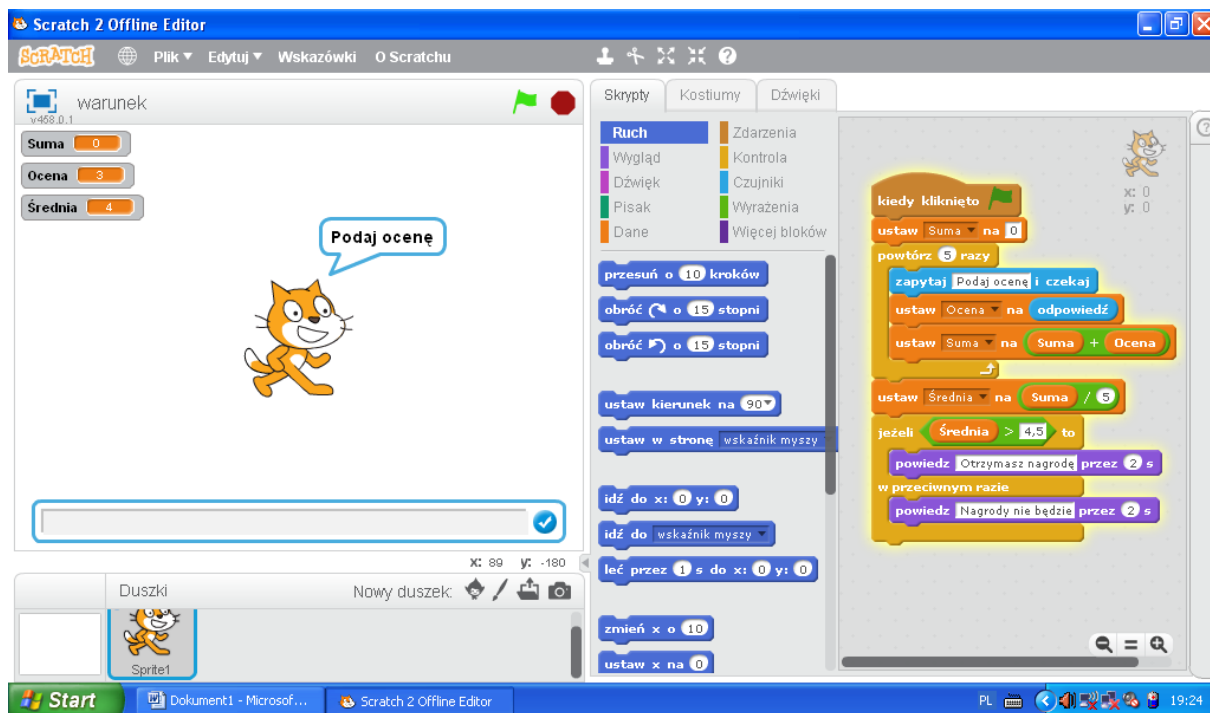 Scratch 2 Offline Editor
SCRATCH Plik Edytuj Wskazówki O Scratchu
warunek
v458.0.1
Suma 0
Ocena 3
Średnia 4
Podaj ocenę
x: 89 y: -180
Duszki
Nowy duszek:
Sprite1
Skrypty Kostiumy Dźwięki
Ruch Zdarzenia
Wygląd Kontrola
Dźwięk Czujniki
Pisak Wyrażenia
Dane Więcej bloków
przesuń o 10 kroków
obróć o 15 stopni
obróć o 15 stopni
ustaw kierunek na 90
ustaw w stronę wskaźnik myszy
idź do x: 0 y: 0
idź do wskaźnik myszy
leć przez 1 s do x: 0 y: 0
zmień x o 10
ustaw x na 0
x: 0
y: 0
kiedy kliknięto
ustaw Suma na 0
powtórz 5 razy
zapytaj Podaj ocenę i czekaj
ustaw Ocena na odpowiedź
ustaw Suma na Suma + Ocena
ustaw Średnia na Suma / 5
jeżeli Średnia > 4,5 to
powiedz Otrzymasz nagrodę przez 2 s
w przeciwnym razie
powiedz Nagrody nie będzie przez 2 s
Start Dokument1 - Microsof... Scratch 2 Offline Editor PL 19:24